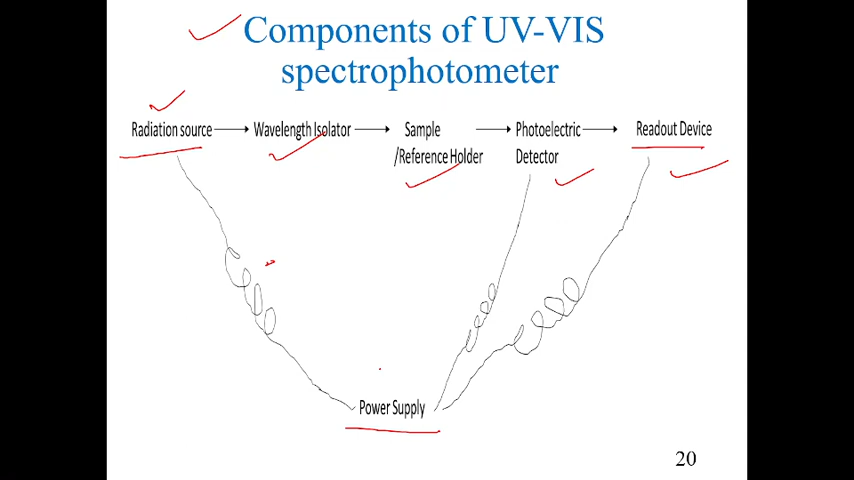 Components of UV-VIS
spectrophotometer
Radiation source
Wavelength Isolator
Sample
/Reference Holder
Photoelectric
Detector
Readout Device
Power Supply
20